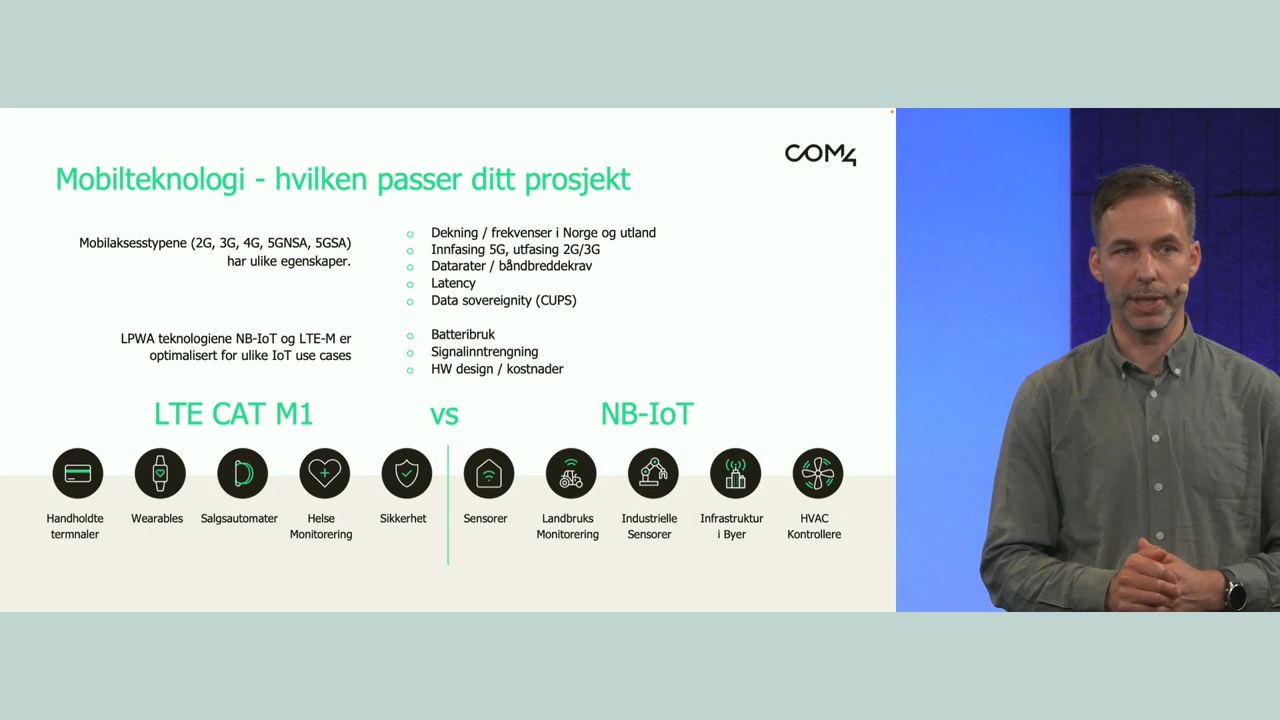 COM4
Mobilteknologi - hvilken passer ditt prosjekt
Mobilaksesstypene (2G, 3G, 4G, 5GNSA, 5GSA)
har ulike egenskaper.
Dekning / frekvenser i Norge og utland
Innfasing 5G, utfasing 2G/3G
Datarater / båndbreddekrav
Latency
Data sovereignity (CUPS)
LPWA teknologiene NB-IoT og LTE-M er
optimalisert for ulike IoT use cases
Batteribruk
Signalinntrengning
HW design / kostnader
LTE CAT M1 vs NB-IoT
Handholdte
termnaler
Wearables
Salgsautomater
Helse
Monitorering
Sikkerhet
Sensorer
Landbruks
Monitorering
Industrielle
Sensorer
Infrastruktur
i Byer
HVAC
Kontrollere